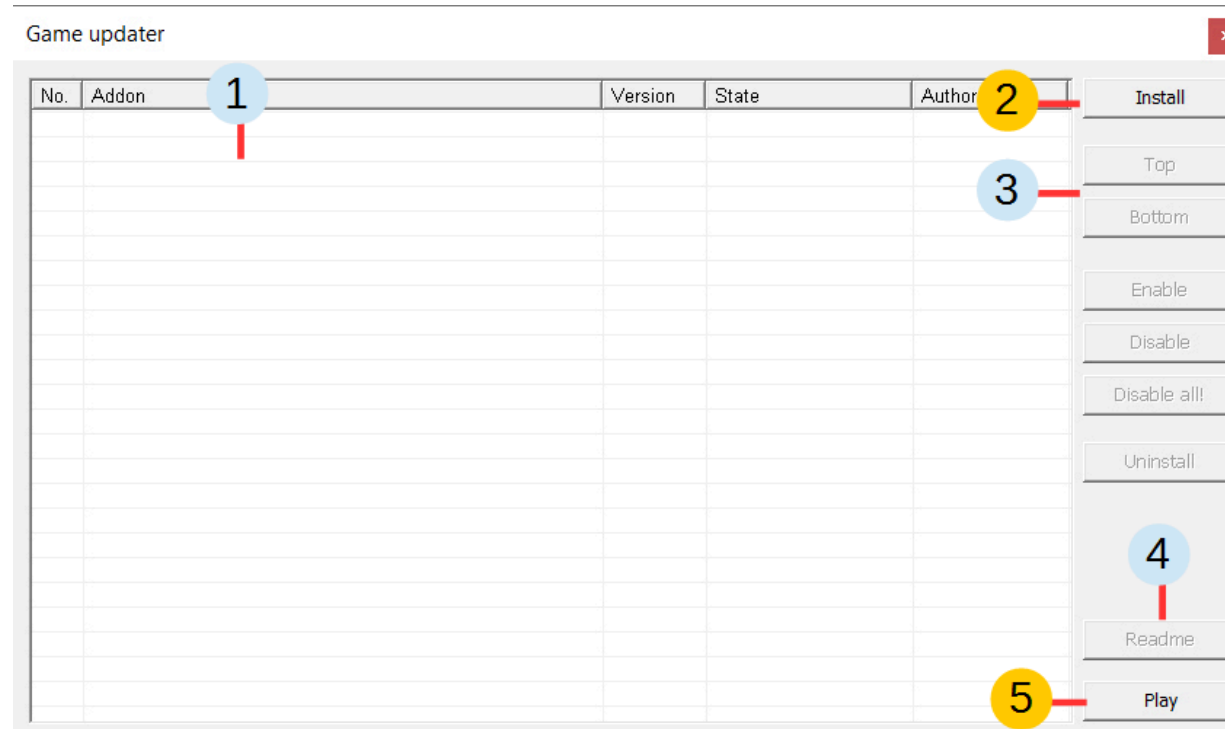 Game updater
No. Addon 1 Version State Author 2 Install
Top
3
Bottom
Enable
Disable
Disable all!
Uninstall
4
Readme
5 Play